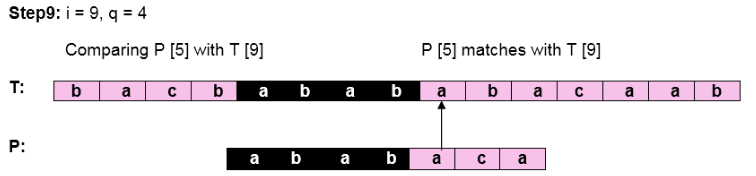 Step9: i = 9, q = 4
Comparing P [5] with T [9] P [5] matches with T [9]
T: b a c b a b a b a b a c a a b
P: a b a b a c a